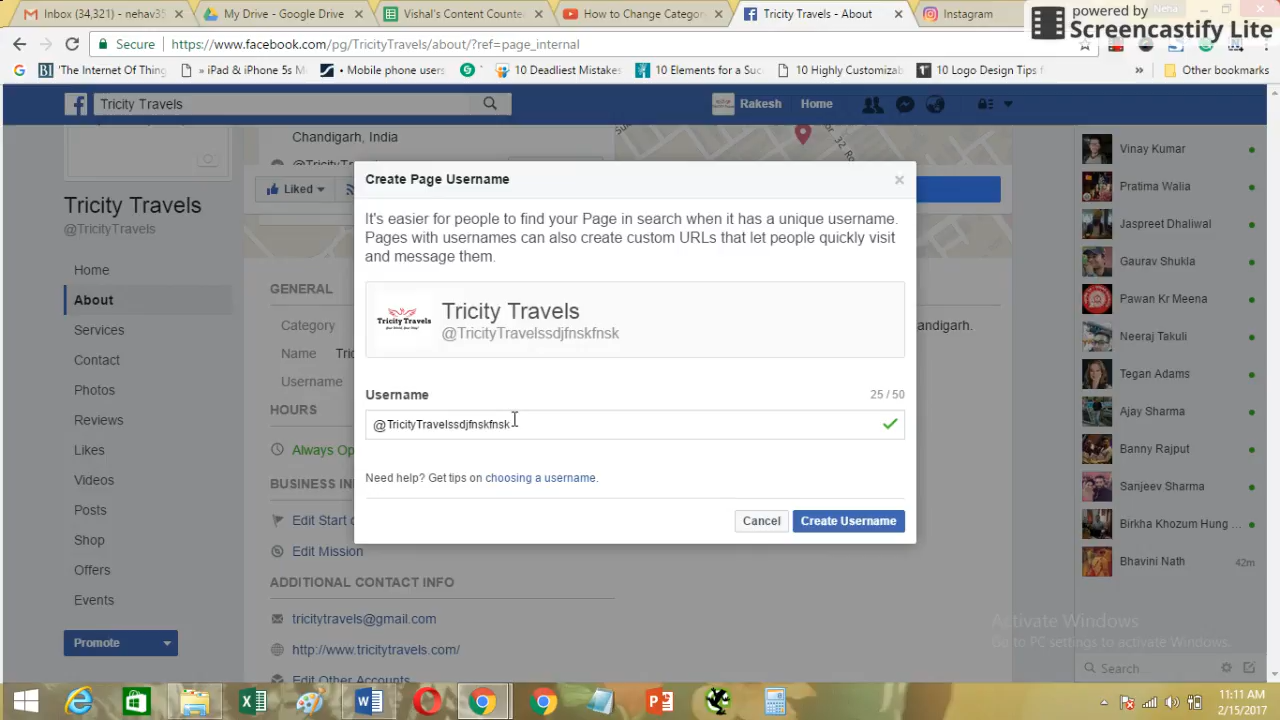 Inbox (34,321) - nehav35
My Drive - Google Drive
Vishal's Content Counte
How to Change Categor
Tricity Travels - About
Instagram
Neha
powered by
Screencastify Lite
Secure
https://www.facebook.com/pg/TricityTravels/about/?ref=page_internal
'The Internet Of Thing
» iPad & iPhone 5s M
Mobile phone users
10 Deadliest Mistakes
10 Elements for a Suc
10 Highly Customizab
10 Logo Design Tips f
»
Other bookmarks
Tricity Travels
Rakesh
Home
Chandigarh, India
Liked
Tricity Travels
@TricityTravels
Home
About
Services
Contact
Photos
Reviews
Likes
Videos
Posts
Shop
Offers
Events
Promote
GENERAL
Category
andigarh.
Name
Username
HOURS
Always Op
BUSINESS IN
Edit Start
Edit Mission
ADDITIONAL CONTACT INFO
tricitytravels@gmail.com
http://www.tricitytravels.com/
Edit Other Accounts
Create Page Username
×
It's easier for people to find your Page in search when it has a unique username.
Pages with usernames can also create custom URLs that let people quickly visit
and message them.
Tricity Travels
Tricity Travels
@TricityTravelssdjfnskfnsk
Username
25 / 50
@TricityTravelssdjfnskfnsk
Need help? Get tips on choosing a username.
Cancel
Create Username
Vinay Kumar
Pratima Walia
Jaspreet Dhaliwal
Gaurav Shukla
Pawan Kr Meena
Neeraj Takuli
Tegan Adams
Ajay Sharma
Banny Rajput
Sanjeev Sharma
Birkha Khozum Hung ...
Bhavini Nath
42m
Activate Windows
Go to PC settings to activate Windows.
Search...
11:11 AM
2/15/2017